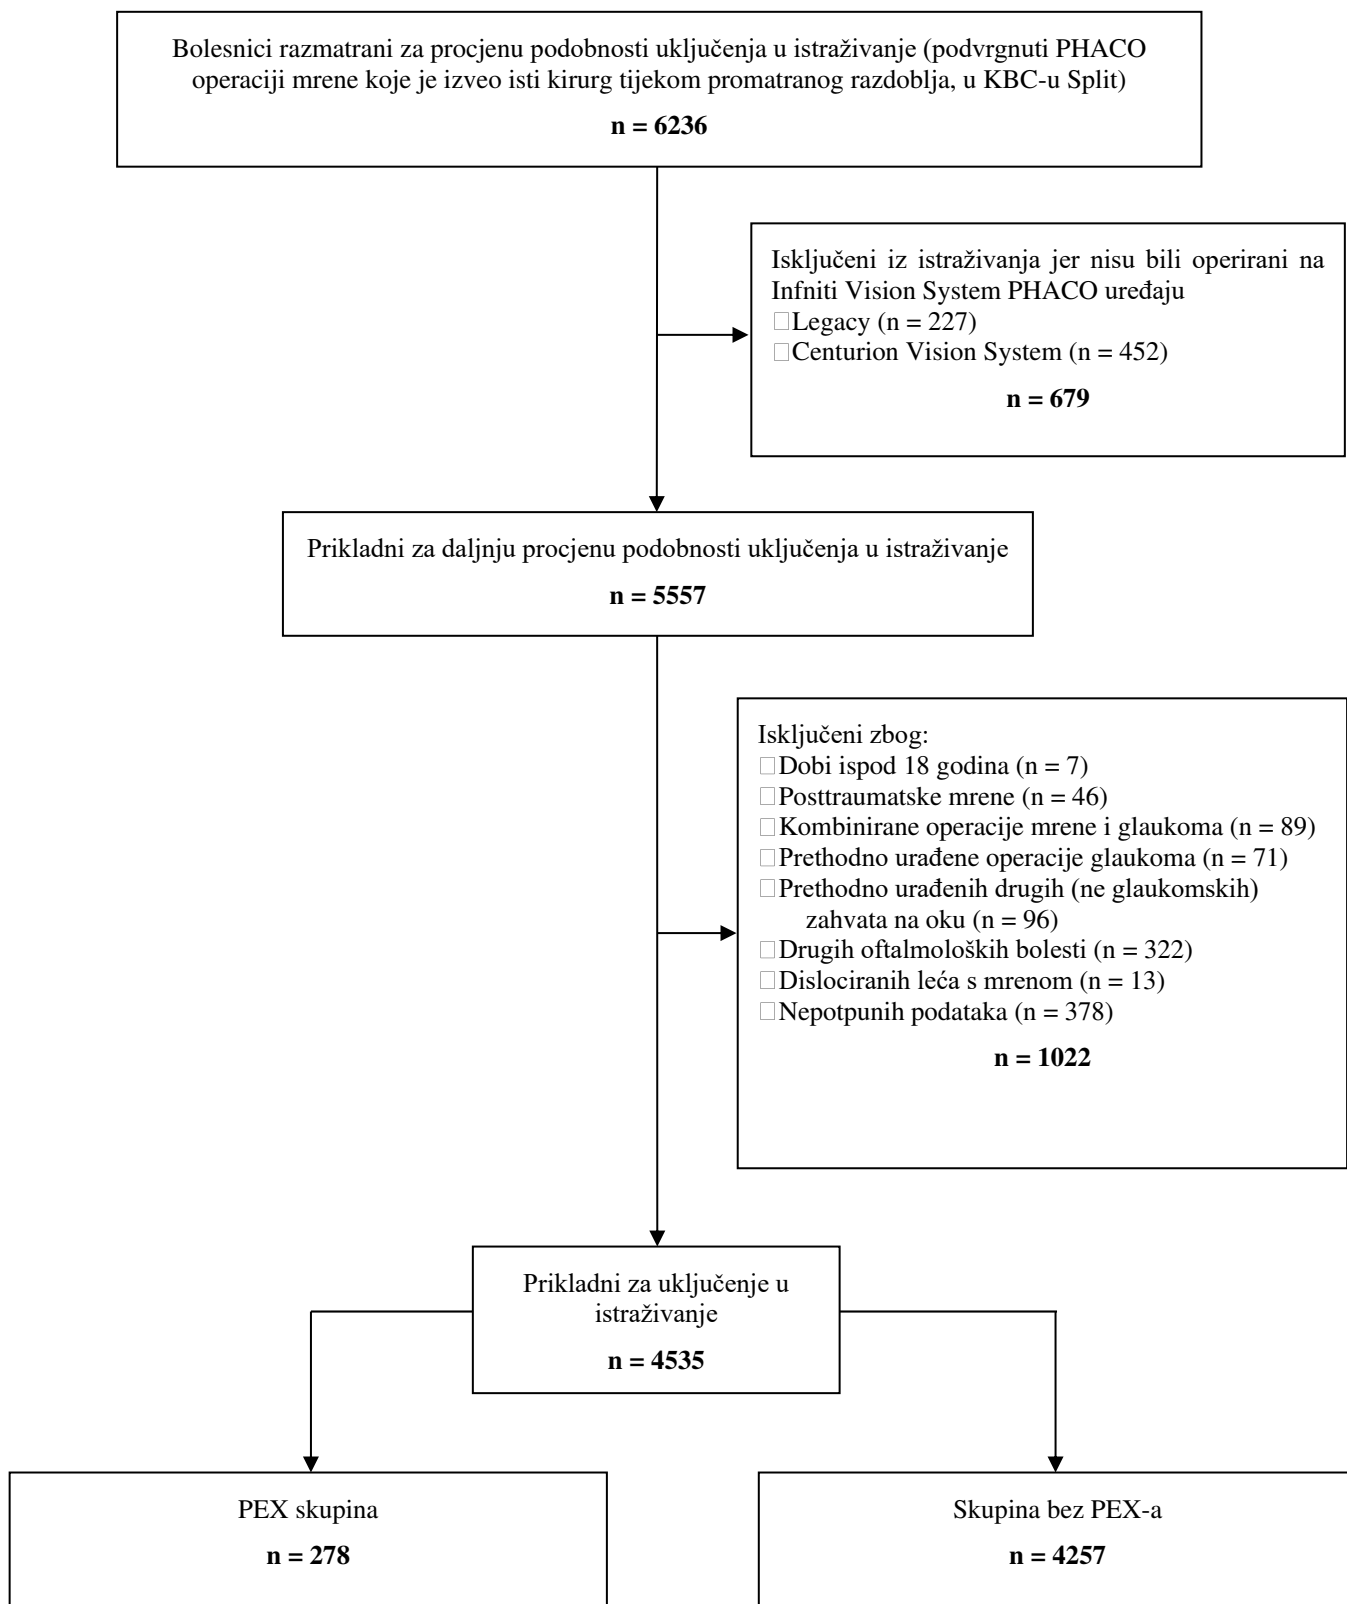 Bolesnici razmatrani za procjenu podobnosti uključenja u istraživanje (podvrgnuti PHACO
operaciji mrene koje je izveo isti kirurg tijekom promatranog razdoblja, u KBC-u Split)
n = 6236
Isključeni iz istraživanja jer nisu bili operirani na
Infniti Vision System PHACO uređaju
□Legacy (n = 227)
□Centurion Vision System (n = 452)
n = 679
Prikladni za daljnju procjenu podobnosti uključenja u istraživanje
n = 5557
Isključeni zbog:
□Dobi ispod 18 godina (n = 7)
□Posttraumatske mrene (n = 46)
□Kombinirane operacije mrene i glaukoma (n = 89)
□Prethodno urađene operacije glaukoma (n = 71)
□Prethodno urađenih drugih (ne glaukomskih)
zahvata na oku (n = 96)
□Drugih oftalmoloških bolesti (n = 322)
□Dislociranih leća s mrenom (n = 13)
□Nepotpunih podataka (n = 378)
n = 1022
Prikladni za uključenje u
istraživanje
n = 4535
PEX skupina
n = 278
Skupina bez PEX-a
n = 4257